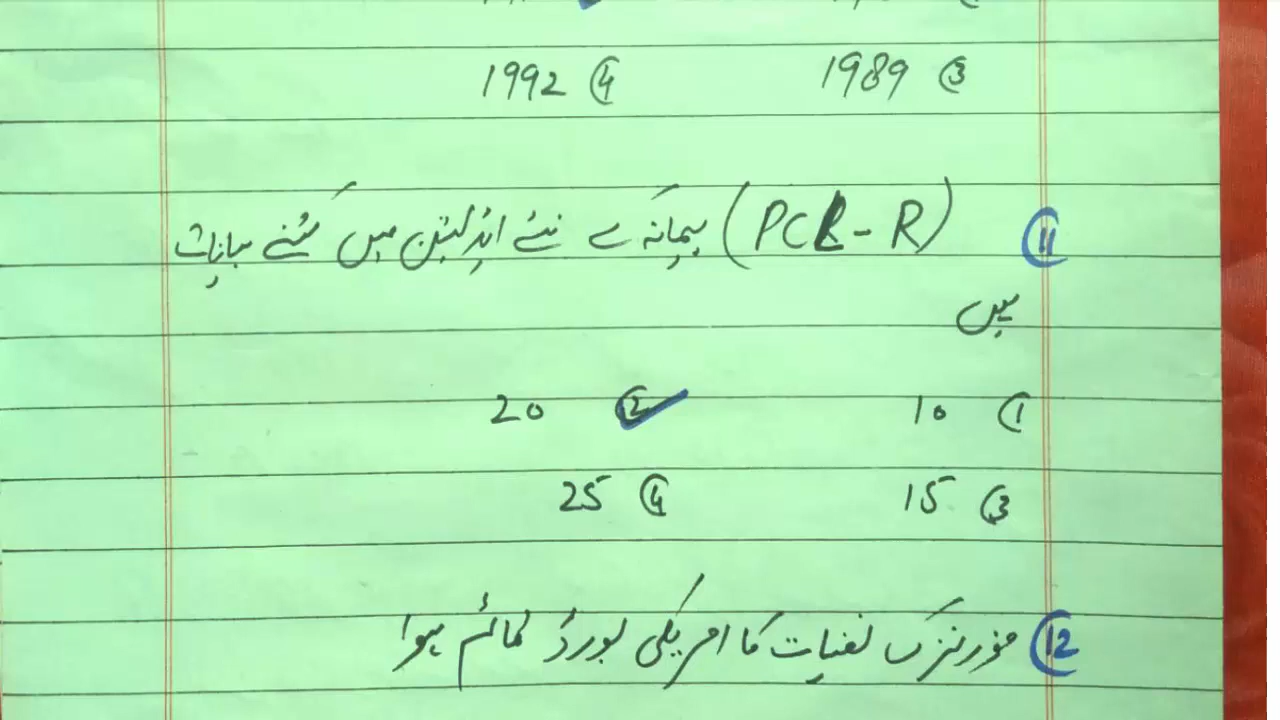 ③ 1989 ④ 1992
⑪ (PCL-R) پیمانہ کے نئے ایڈیشن میں کتنے بیانات
ہیں
① 10 ② 20
③ 15 ④ 25
⑫ فورنزک نفسیات کا امریکی بورڈ قائم ہوا